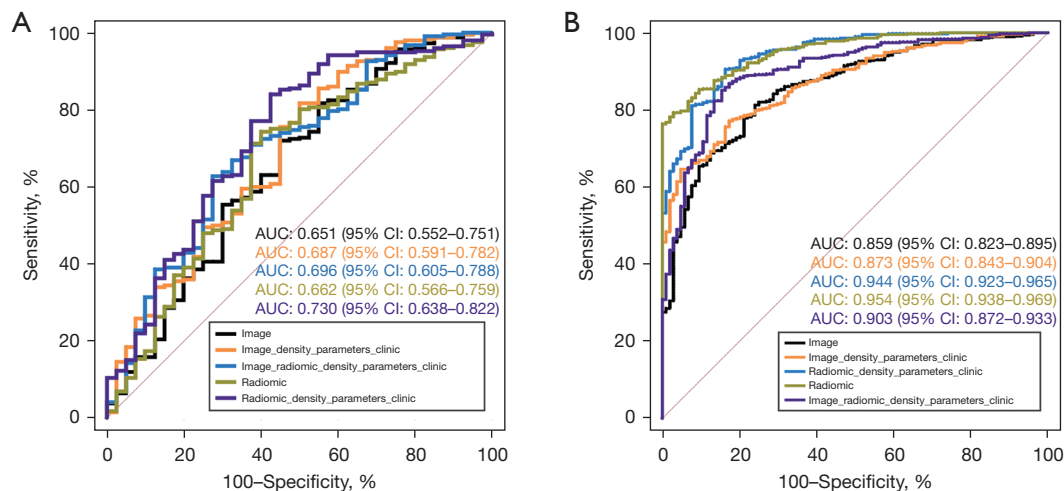 A
Sensitivity, %
100
80
60
40
20
0
AUC: 0.651 (95% CI: 0.552–0.751)
AUC: 0.687 (95% CI: 0.591–0.782)
AUC: 0.696 (95% CI: 0.605–0.788)
AUC: 0.662 (95% CI: 0.566–0.759)
AUC: 0.730 (95% CI: 0.638–0.822)
Image
Image_density_parameters_clinic
Image_radiomic_density_parameters_clinic
Radiomic
Radiomic_density_parameters_clinic
0 20 40 60 80 100
100–Specificity, %
B
Sensitivity, %
100
80
60
40
20
0
AUC: 0.859 (95% CI: 0.823–0.895)
AUC: 0.873 (95% CI: 0.843–0.904)
AUC: 0.944 (95% CI: 0.923–0.965)
AUC: 0.954 (95% CI: 0.938–0.969)
AUC: 0.903 (95% CI: 0.872–0.933)
Image
Image_density_parameters_clinic
Radiomic_density_parameters_clinic
Radiomic
Image_radiomic_density_parameters_clinic
0 20 40 60 80 100
100–Specificity, %